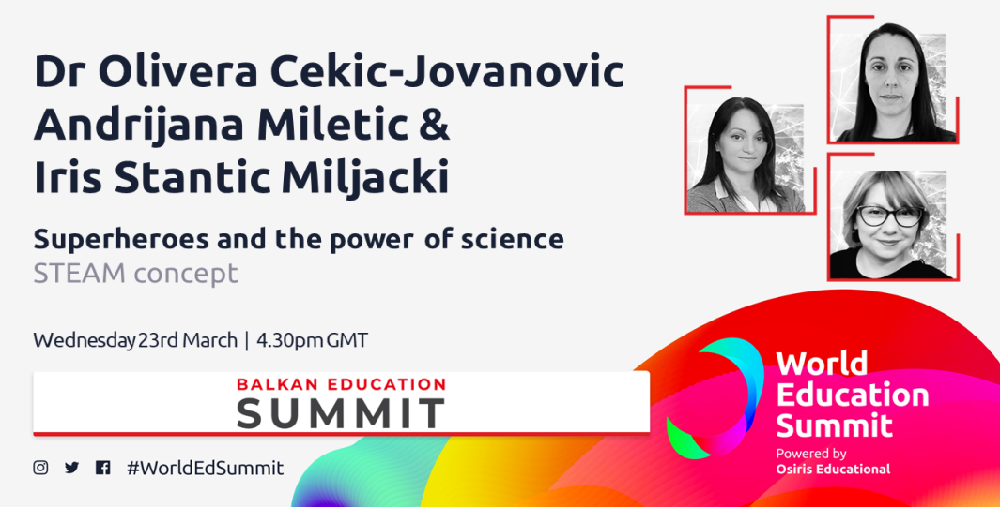 Dr Olivera Cekic-Jovanovic
Andrijana Miletic &
Iris Stantic Miljacki
Superheroes and the power of science
STEAM concept
Wednesday 23rd March | 4.30pm GMT
BALKAN EDUCATION
SUMMIT
#WorldEdSummit
World
Education
Summit
Powered by
Osiris Educational